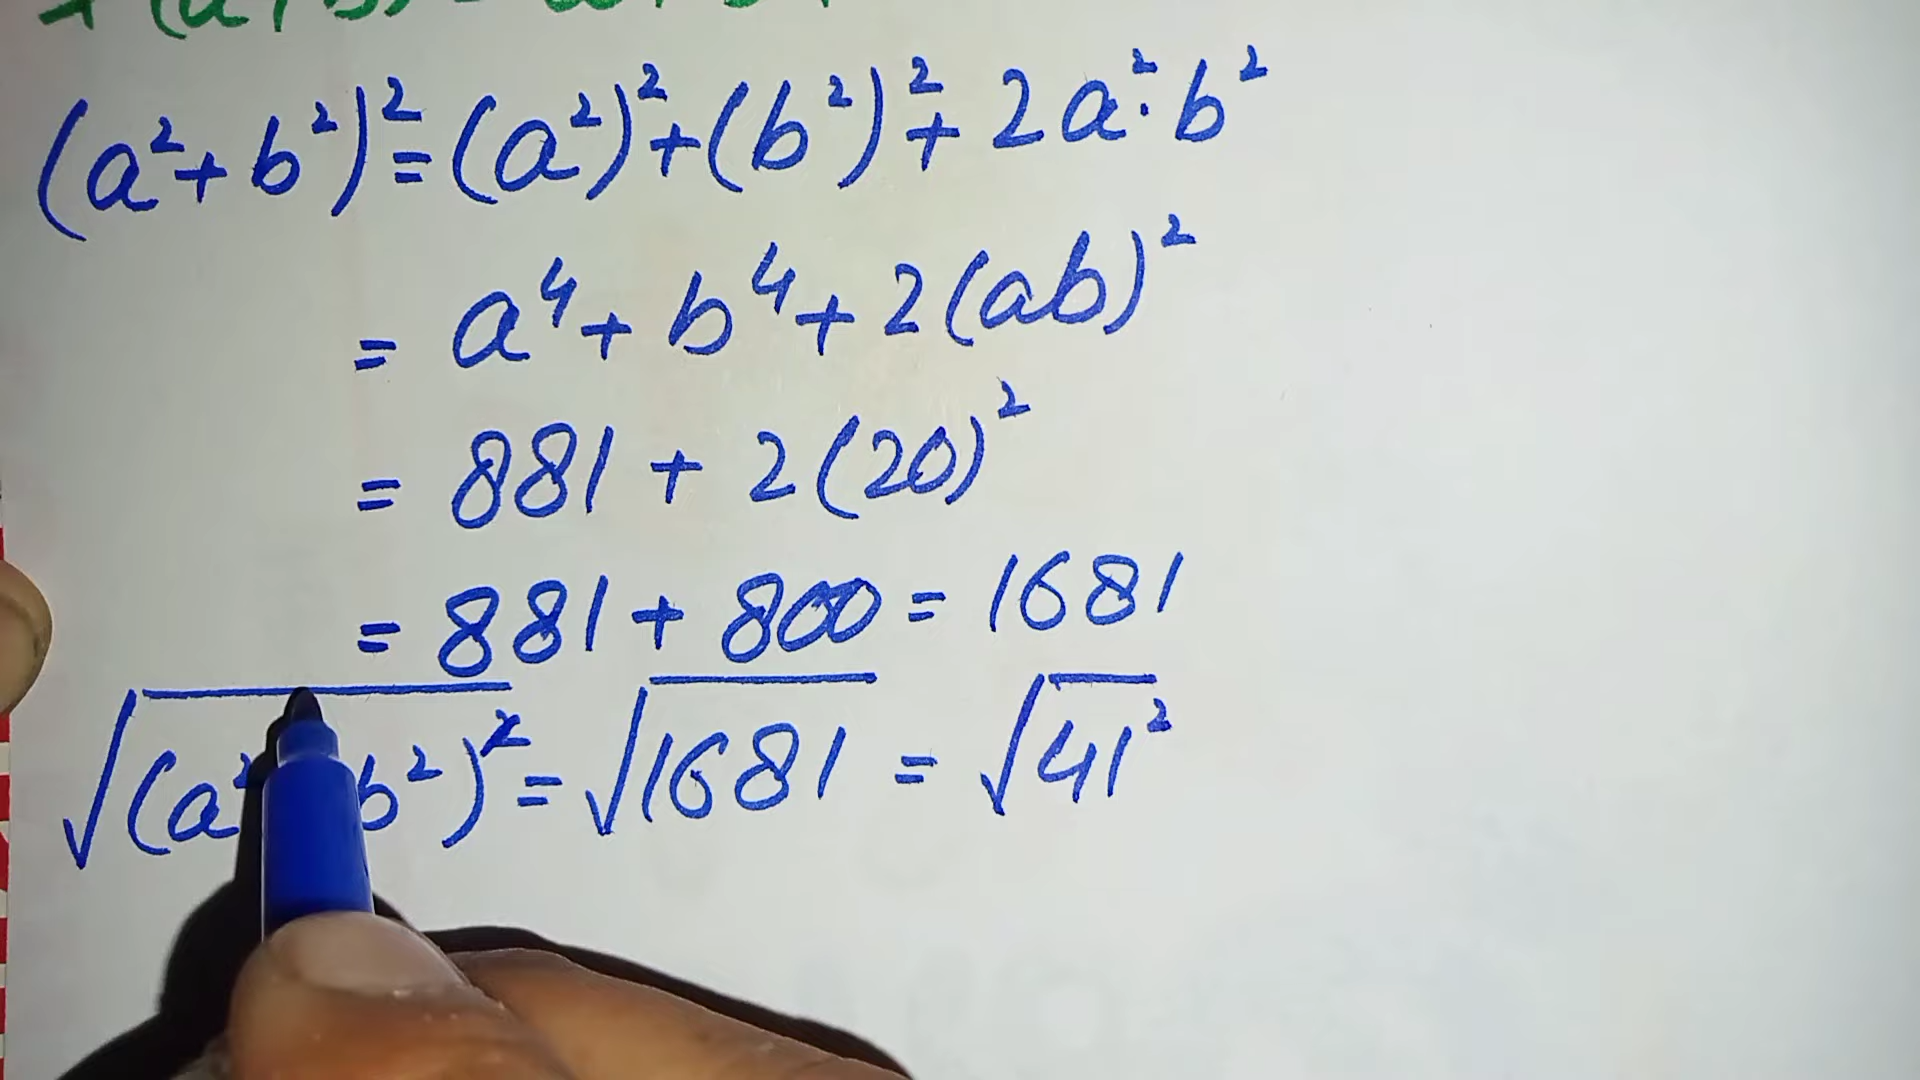 (a²+b²)²=(a²)²+(b²)²+2a²·b²
= a⁴+b⁴+2(ab)²
= 881+2(20)²
= 881+800=1681
√(a² b²)²=√1681=√41²